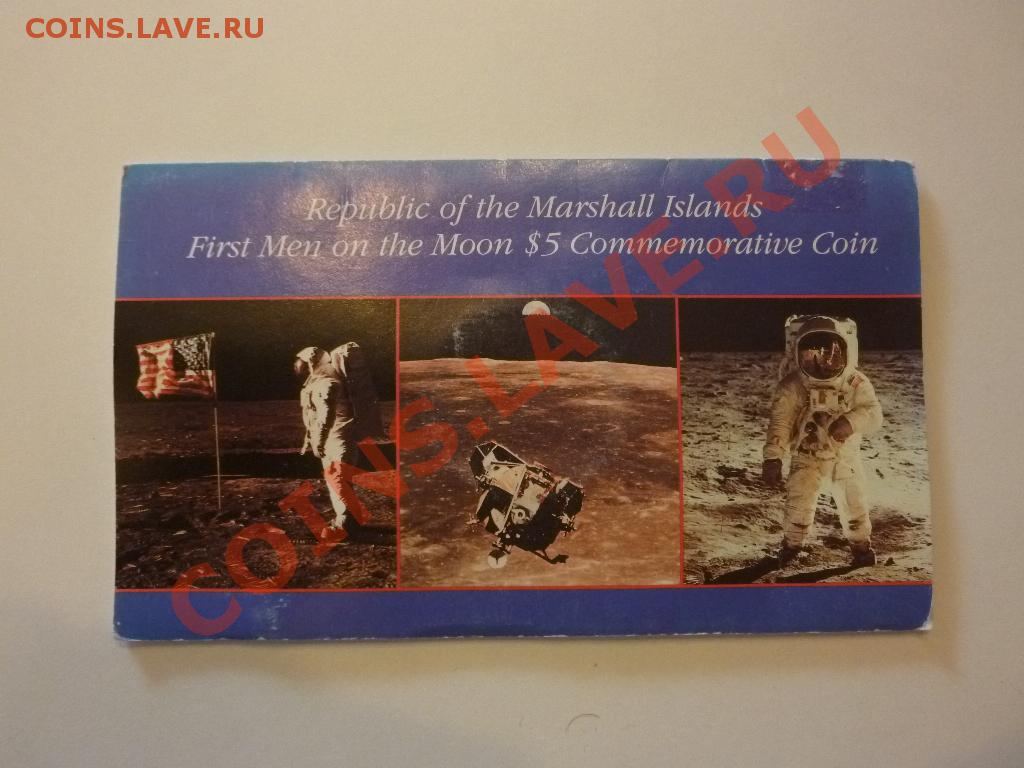 COINS.LAVE.RU
Republic of the Marshall Islands
First Men on the Moon $5 Commemorative Coin
COINS.LAVE.RU